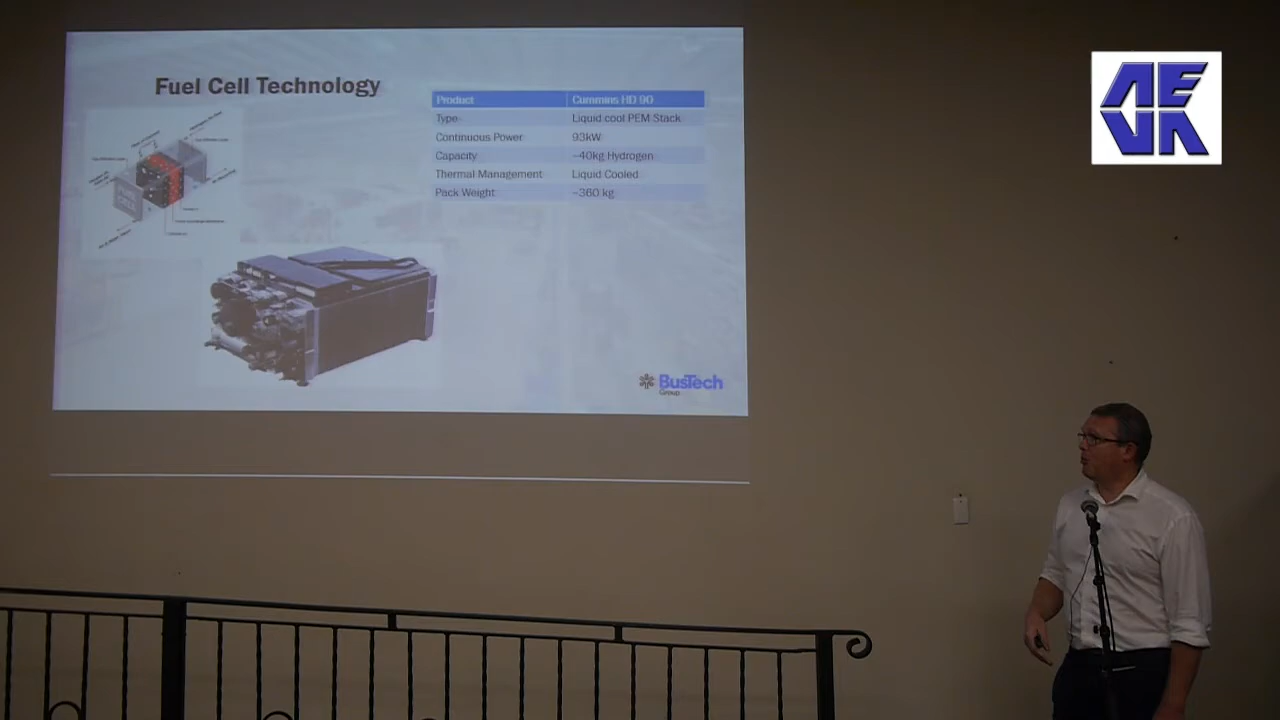 Fuel Cell Technology
Product Cummins HD 90
Type Liquid cool PEM Stack
Continuous Power 93kW
Capacity ~40kg Hydrogen
Thermal Management Liquid Cooled
Pack Weight ~360 kg
BusTech
Group
AEVA